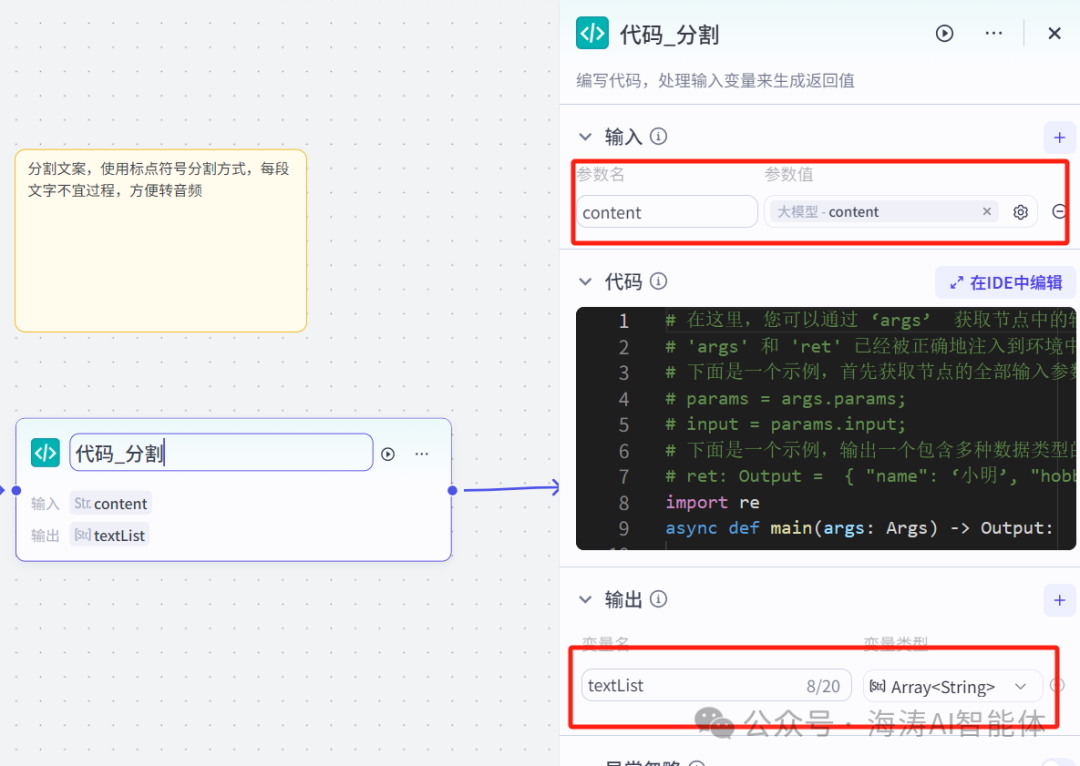 分割文案，使用标点符号分割方式，每段
文字不宜过程，方便转音频
代码_分割
输入 Str. content
输出 [Str] textList
代码_分割
编写代码，处理输入变量来生成返回值
输入
参数名 参数值
content 大模型 - content
代码 在IDE中编辑
1 # 在这里，您可以通过 ‘args’ 获取节点中的
2 # 'args' 和 'ret' 已经被正确地注入到环境中
3 # 下面是一个示例，首先获取节点的全部输入参
4 # params = args.params;
5 # input = params.input;
6 # 下面是一个示例，输出一个包含多种数据类型
7 # ret: Output = { "name": ‘小明’, "hobb
8 import re
9 async def main(args: Args) -> Output:
输出
变量名 变量类型
textList 8/20 [Str] Array<String>
公众号 · 海涛AI智能体
异常忽略